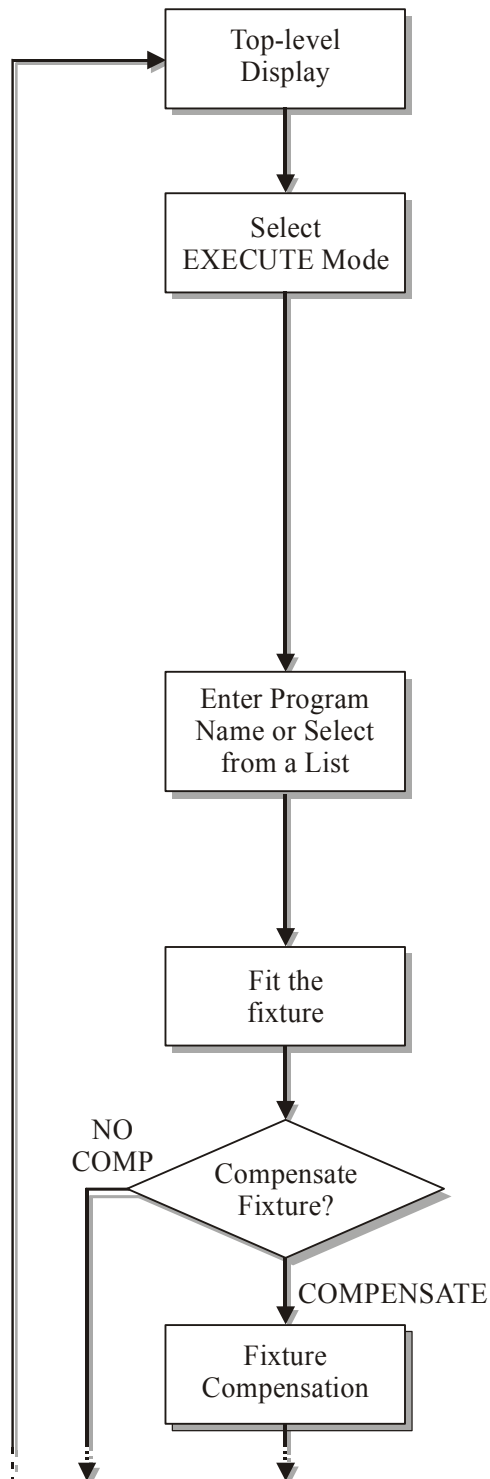 Top-level
Display
Select
EXECUTE Mode
Enter Program
Name or Select
from a List
Fit the
fixture
NO
COMP
Compensate
Fixture?
COMPENSATE
Fixture
Compensation